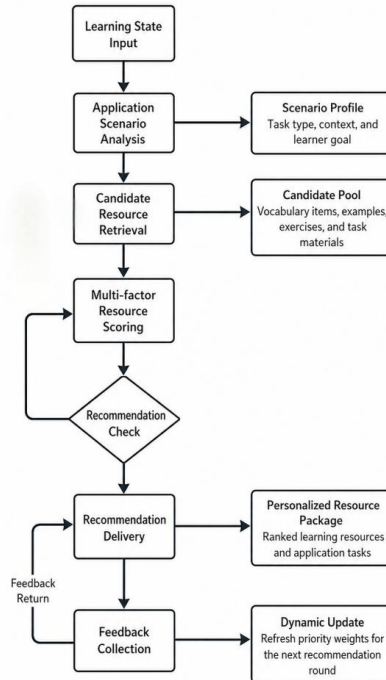 Learning State
Input
Application
Scenario
Analysis
Scenario Profile
Task type, context, and
learner goal
Candidate
Resource
Retrieval
Candidate Pool
Vocabulary items, examples,
exercises, and task
materials
Multi-factor
Resource
Scoring
Recommendation
Check
Recommendation
Delivery
Personalized Resource
Package
Ranked learning resources
and application tasks
Feedback
Return
Feedback
Collection
Dynamic Update
Refresh priority weights for
the next recommendation
round